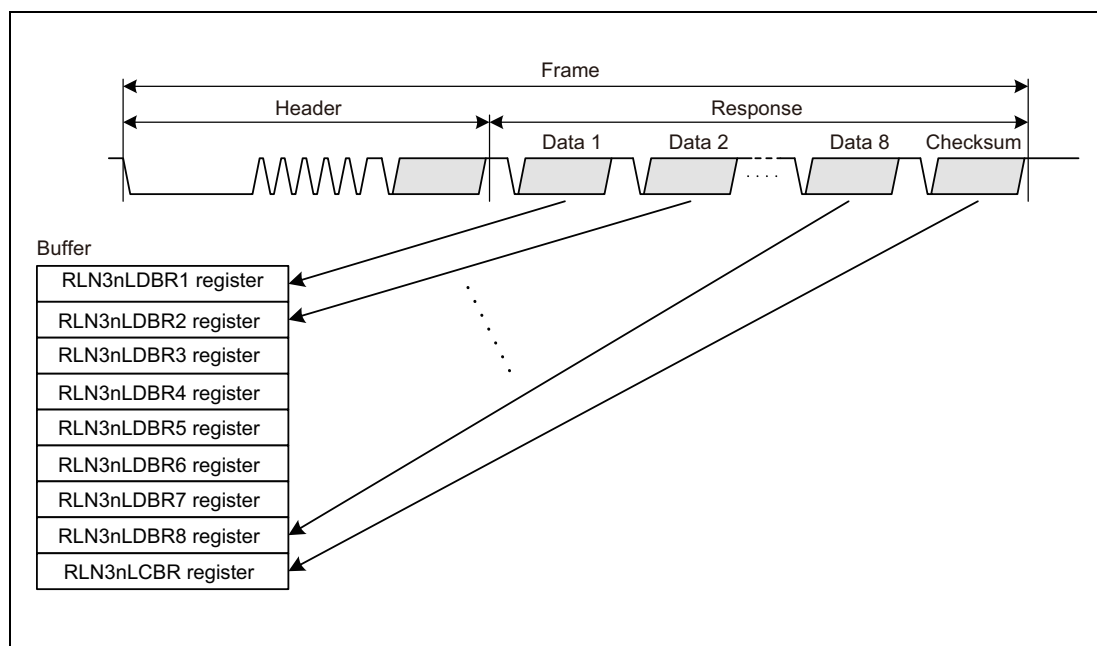 Frame
Header
Response
Data 1
Data 2
Data 8
Checksum
Buffer
RLN3nLDBR1 register
RLN3nLDBR2 register
RLN3nLDBR3 register
RLN3nLDBR4 register
RLN3nLDBR5 register
RLN3nLDBR6 register
RLN3nLDBR7 register
RLN3nLDBR8 register
RLN3nLCBR register